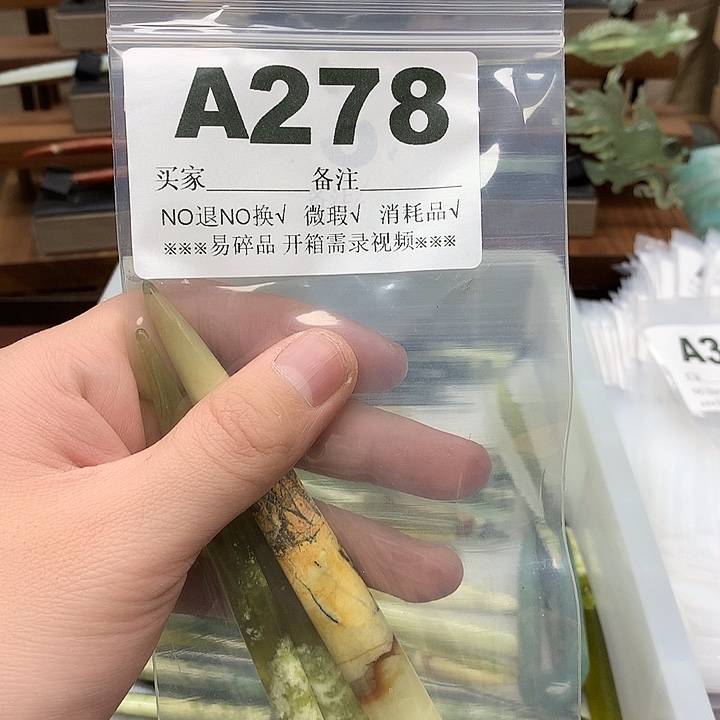 A278
买家________备注________
NO退NO换√ 微瑕√ 消耗品√
※※※易碎品 开箱需录视频※※※
A3